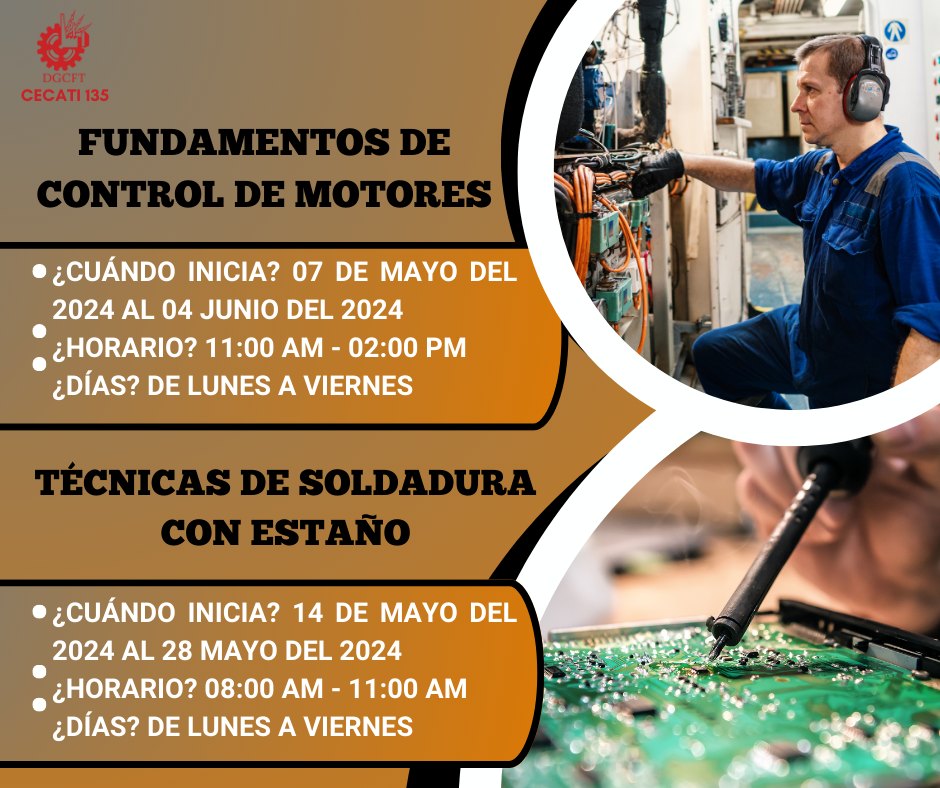 DGCFT
CECATI 135
FUNDAMENTOS DE
CONTROL DE MOTORES
¿CUÁNDO INICIA? 07 DE MAYO DEL
2024 AL 04 JUNIO DEL 2024
¿HORARIO? 11:00 AM - 02:00 PM
¿DÍAS? DE LUNES A VIERNES
TÉCNICAS DE SOLDADURA
CON ESTAÑO
¿CUÁNDO INICIA? 14 DE MAYO DEL
2024 AL 28 MAYO DEL 2024
¿HORARIO? 08:00 AM - 11:00 AM
¿DÍAS? DE LUNES A VIERNES